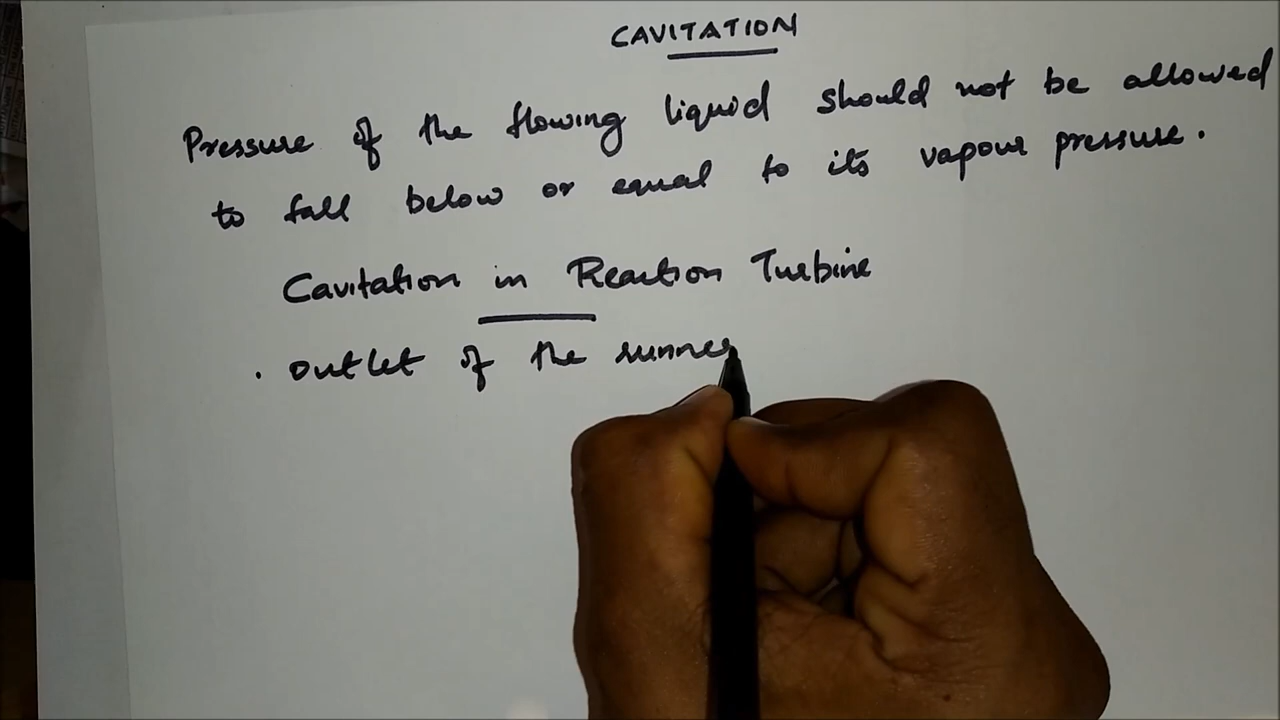 CAVITATION
Pressure of the flowing liquid should not be allowed
to fall below or equal to its vapour pressure.
Cavitation in Reaction Turbine
. outlet of the runner